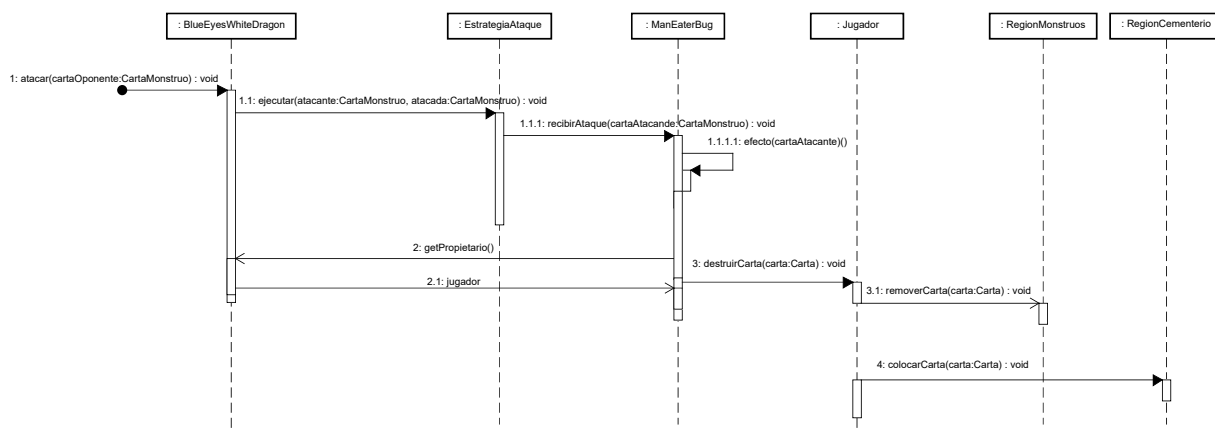 : BlueEyesWhiteDragon
: EstrategiaAtaque
: ManEaterBug
: Jugador
: RegionMonstruos
: RegionCementerio
1: atacar(cartaOponente:CartaMonstruo) : void
1.1: ejecutar(atacante:CartaMonstruo, atacada:CartaMonstruo) : void
1.1.1: recibirAtaque(cartaAtacande:CartaMonstruo) : void
1.1.1.1: efecto(cartaAtacante)()
2: getPropietario()
3: destruirCarta(carta:Carta) : void
2.1: jugador
3.1: removerCarta(carta:Carta) : void
4: colocarCarta(carta:Carta) : void